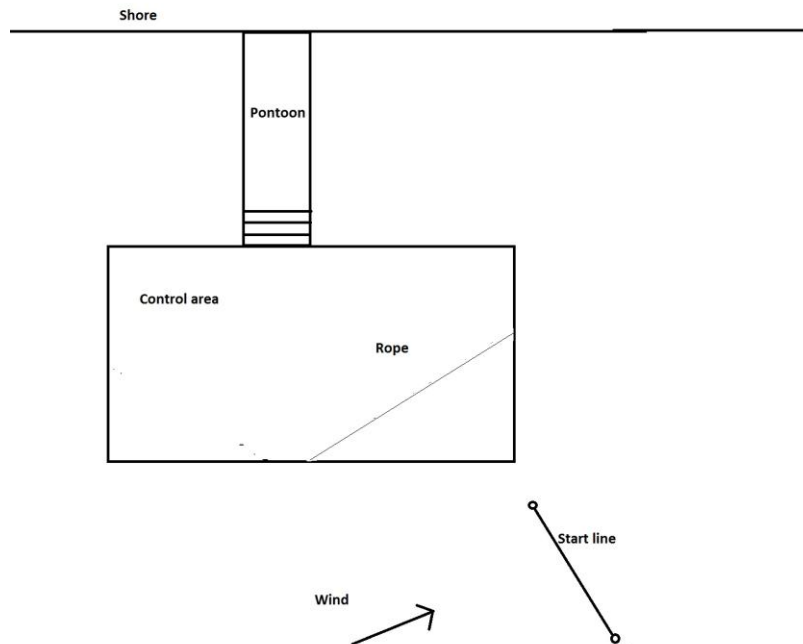 Shore
Pontoon
Control area
Rope
Start line
Wind